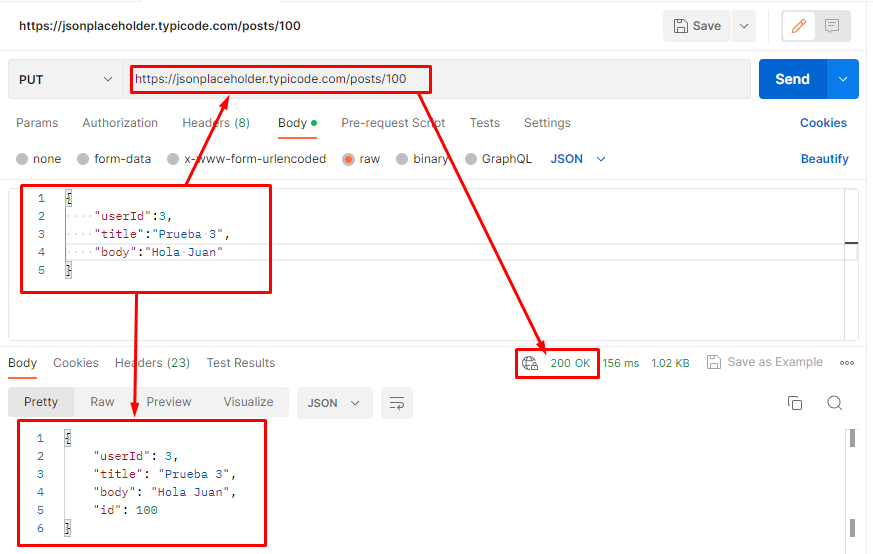 https://jsonplaceholder.typicode.com/posts/100 Save
PUT https://jsonplaceholder.typicode.com/posts/100 Send
Params Authorization Headers (8) Body Pre-request Script Tests Settings Cookies
none form-data x-www-form-urlencoded raw binary GraphQL JSON Beautify
1 {
2 "userId":3,
3 "title":"Prueba 3",
4 "body":"Hola Juan"
5 }
Body Cookies Headers (23) Test Results 200 OK 156 ms 1.02 KB Save as Example
Pretty Raw Preview Visualize JSON
1 {
2 "userId": 3,
3 "title": "Prueba 3",
4 "body": "Hola Juan",
5 "id": 100
6 }